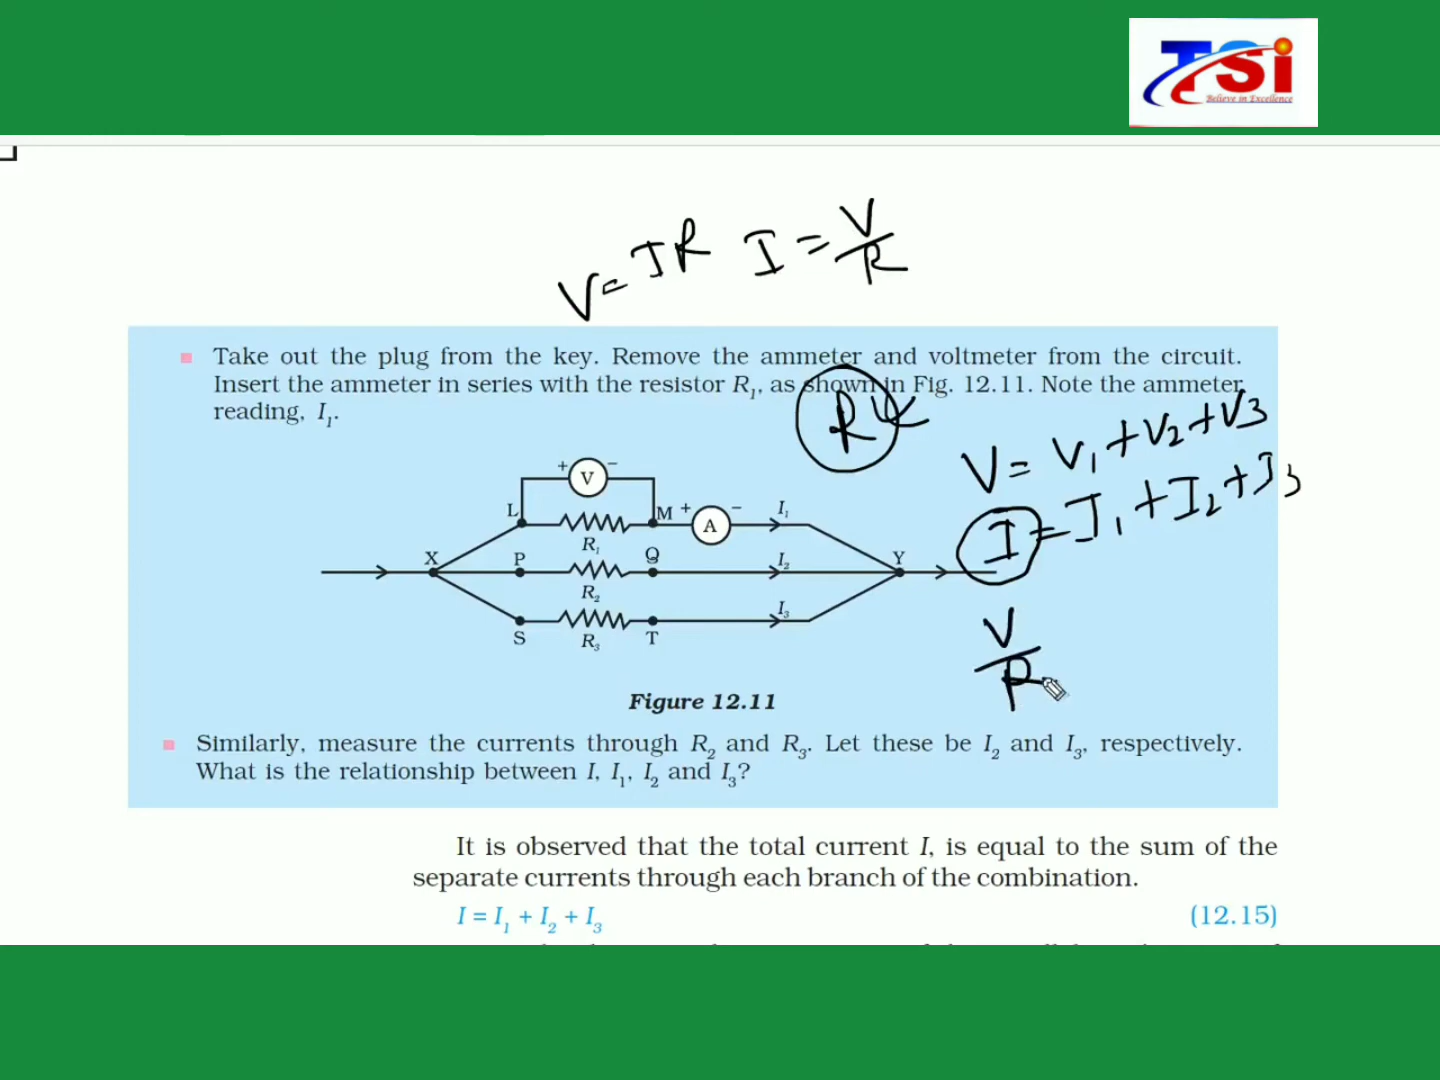 TSi
Believe in Excellence
V = IR I = V/R
Take out the plug from the key. Remove the ammeter and voltmeter from the circuit.
Insert the ammeter in series with the resistor R₁, as shown in Fig. 12.11. Note the ammeter
reading, I₁.
R
V = V₁ + V₂ + V3
I = I₁ + I₂ + I3
+ V −
L M + A − I₁
R₁
X P Q I₂ Y
R₂
I₃
S R₃ T
V/R
Figure 12.11
Similarly, measure the currents through R₂ and R₃. Let these be I₂ and I₃, respectively.
What is the relationship between I, I₁, I₂ and I₃?
It is observed that the total current I, is equal to the sum of the
separate currents through each branch of the combination.
I = I₁ + I₂ + I₃ (12.15)